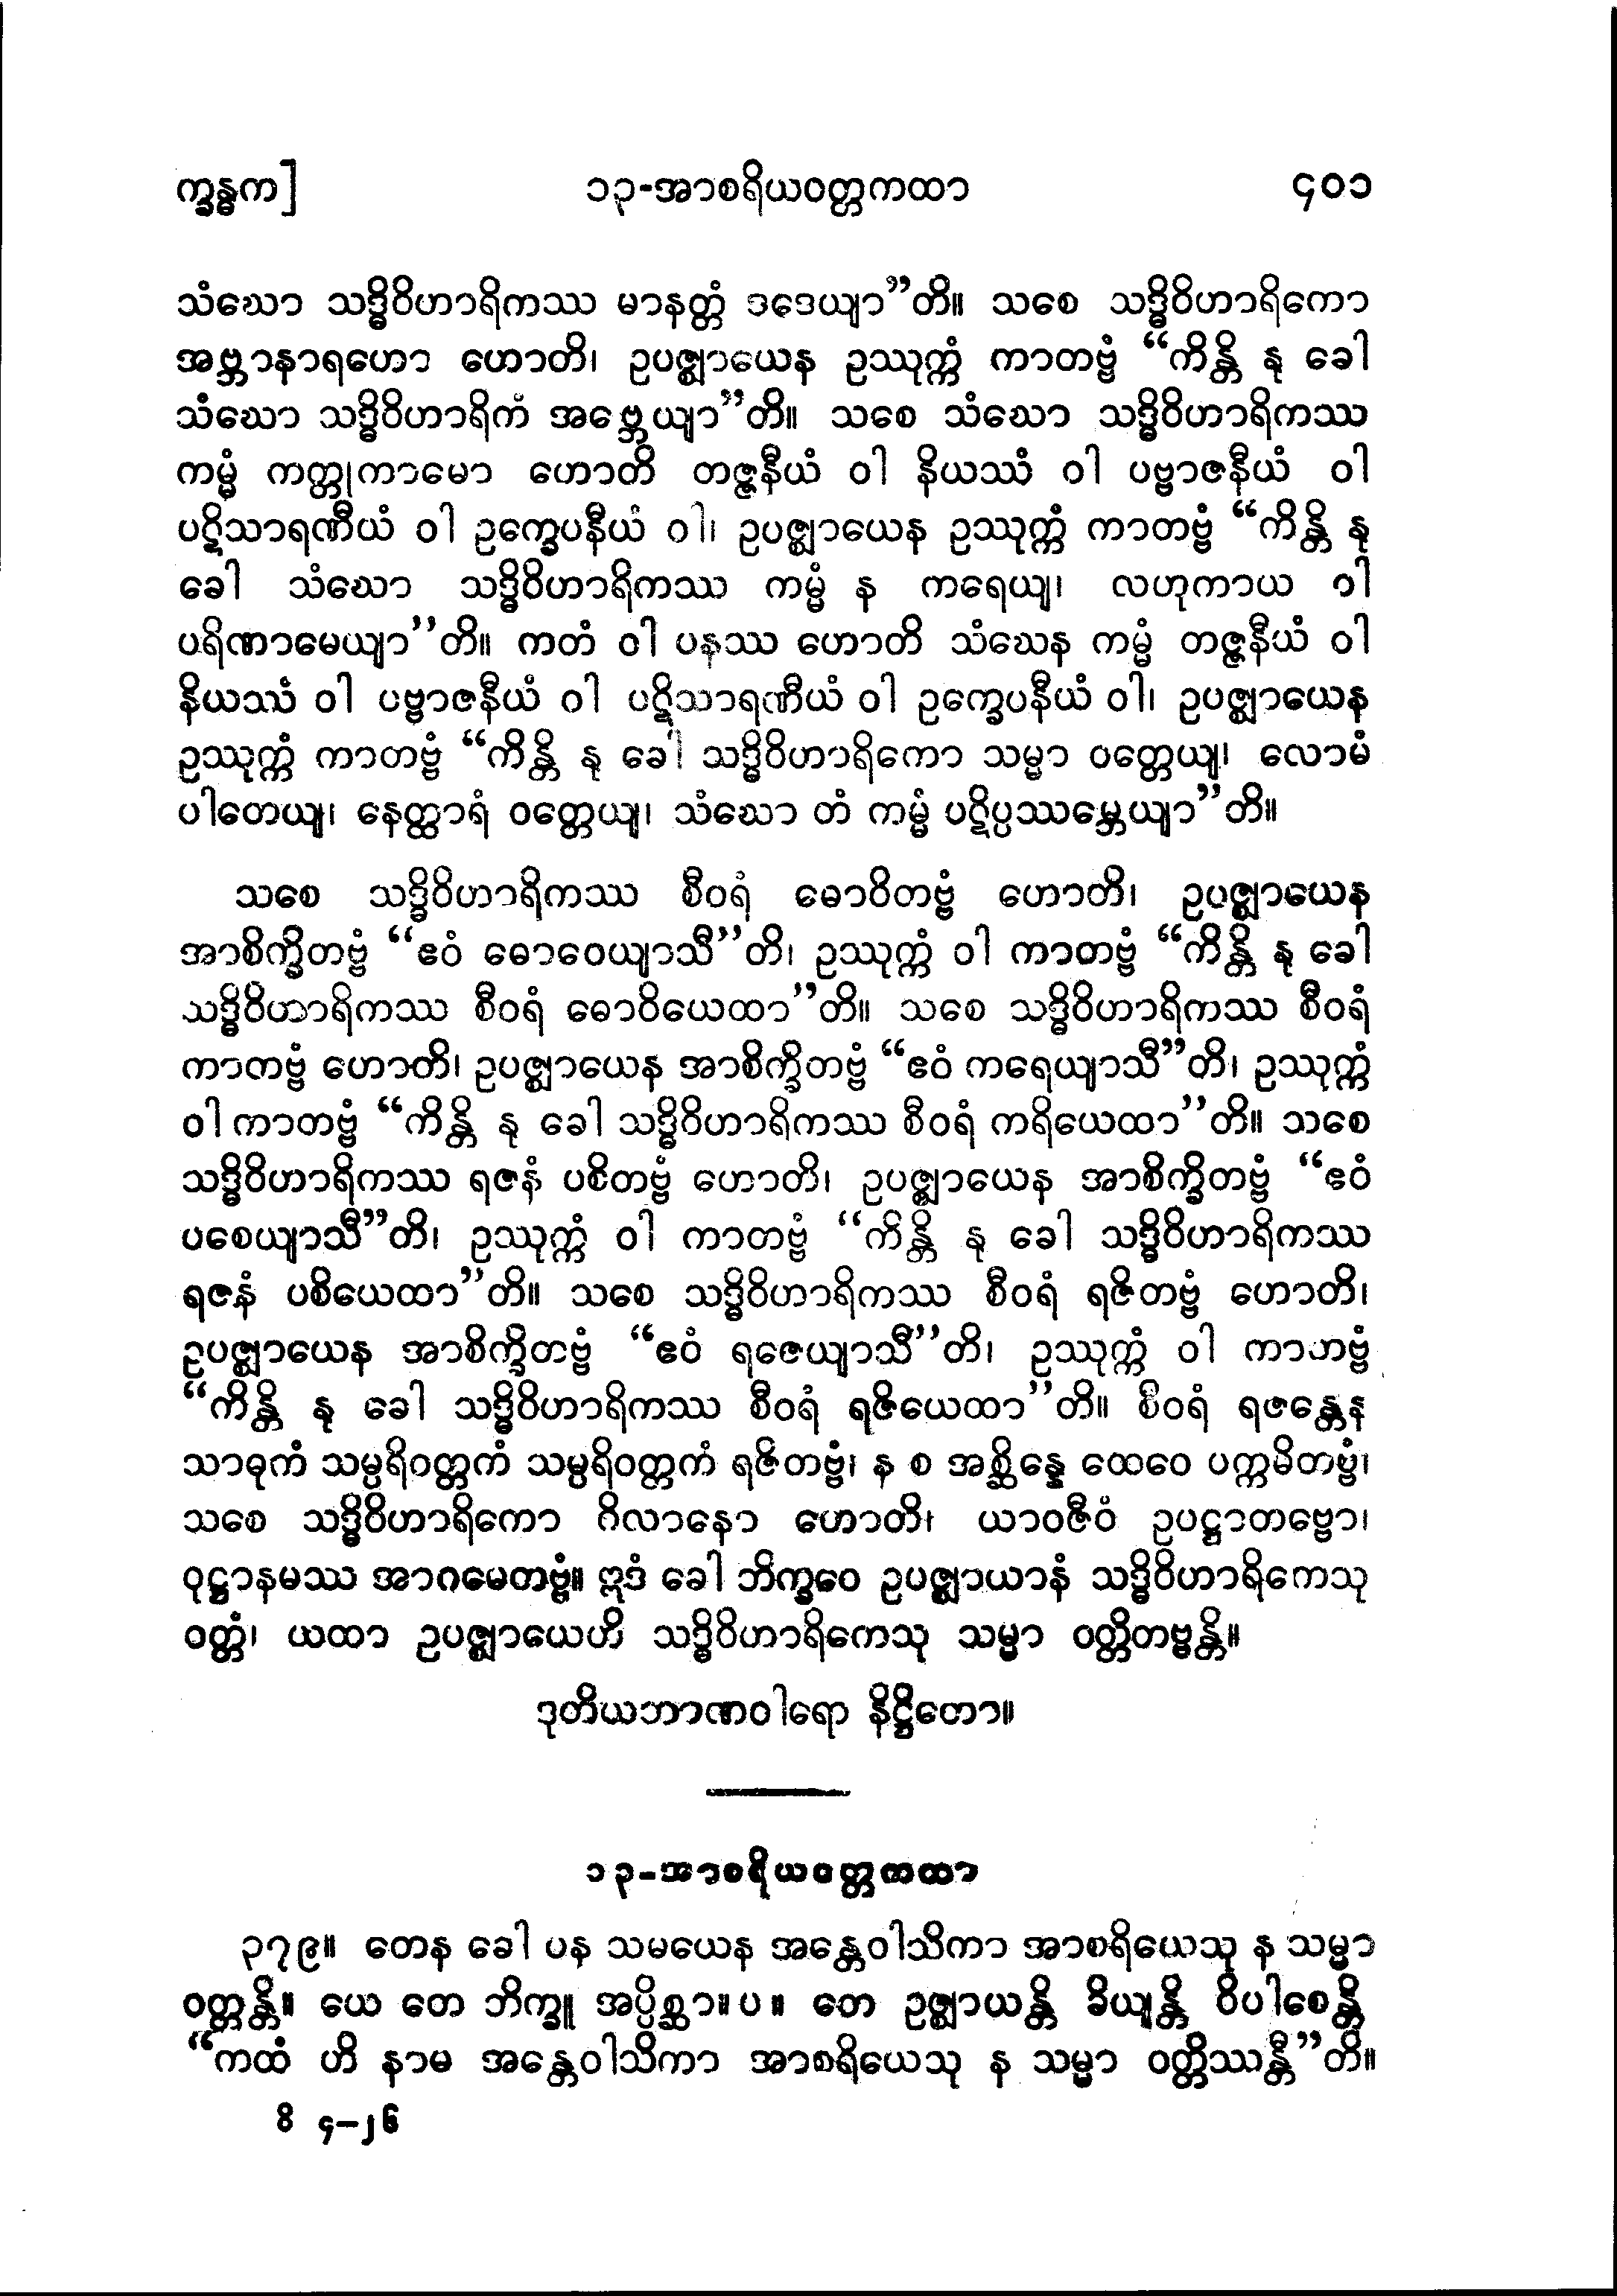 က္ခန္ဓက] ၁၃-အာစရိယဝတ္တကထာ ၄၀၁
သံဃော သဒ္ဓိဝိဟာရိကဿ မာနတ္တံ ဒဒေယျာ”တိ။ သစေ သဒ္ဓိဝိဟာရိကော
အဗ္ဘာနာရဟော ဟောတိ၊ ဥပဇ္ဈာယေန ဥဿုက္ကံ ကာတဗ္ဗံ “ကိန္တိ နု ခေါ
သံဃော သဒ္ဓိဝိဟာရိကံ အဗ္ဘေယျာ”တိ။ သစေ သံဃော သဒ္ဓိဝိဟာရိကဿ
ကမ္မံ ကတ္တုကာမော ဟောတိ တဇ္ဇနီယံ ဝါ နိယဿံ ဝါ ပဗ္ဗာဇနီယံ ဝါ
ပဋိသာရဏီယံ ဝါ ဥက္ခေပနီယံ ဝါ၊ ဥပဇ္ဈာယေန ဥဿုက္ကံ ကာတဗ္ဗံ “ကိန္တိ နု
ခေါ သံဃော သဒ္ဓိဝိဟာရိကဿ ကမ္မံ န ကရေယျ၊ လဟုကာယ ဝါ
ပရိဏာမေယျာ”တိ။ ကတံ ဝါ ပနဿ ဟောတိ သံဃေန ကမ္မံ တဇ္ဇနီယံ ဝါ
နိယဿံ ဝါ ပဗ္ဗာဇနီယံ ဝါ ပဋိသာရဏီယံ ဝါ ဥက္ခေပနီယံ ဝါ၊ ဥပဇ္ဈာယေန
ဥဿုက္ကံ ကာတဗ္ဗံ “ကိန္တိ နု ခေါ သဒ္ဓိဝိဟာရိကော သမ္မာ ဝတ္တေယျ၊ လောမံ
ပါတေယျ၊ နေတ္ထာရံ ဝတ္တေယျ၊ သံဃော တံ ကမ္မံ ပဋိပ္ပဿမ္ဘေယျာ”တိ။
သစေ သဒ္ဓိဝိဟာရိကဿ စီဝရံ ဓောဝိတဗ္ဗံ ဟောတိ၊ ဥပဇ္ဈာယေန
အာစိက္ခိတဗ္ဗံ “ဧဝံ ဓောဝေယျာသီ”တိ၊ ဥဿုက္ကံ ဝါ ကာတဗ္ဗံ “ကိန္တိ နု ခေါ
သဒ္ဓိဝိဟာရိကဿ စီဝရံ ဓောဝိယေထာ”တိ။ သစေ သဒ္ဓိဝိဟာရိကဿ စီဝရံ
ကာတဗ္ဗံ ဟောတိ၊ ဥပဇ္ဈာယေန အာစိက္ခိတဗ္ဗံ “ဧဝံ ကရေယျာသီ”တိ၊ ဥဿုက္ကံ
ဝါ ကာတဗ္ဗံ “ကိန္တိ နု ခေါ သဒ္ဓိဝိဟာရိကဿ စီဝရံ ကရိယေထာ”တိ။ သစေ
သဒ္ဓိဝိဟာရိကဿ ရဇနံ ပစိတဗ္ဗံ ဟောတိ၊ ဥပဇ္ဈာယေန အာစိက္ခိတဗ္ဗံ “ဧဝံ
ပစေယျာသီ”တိ၊ ဥဿုက္ကံ ဝါ ကာတဗ္ဗံ “ကိန္တိ နု ခေါ သဒ္ဓိဝိဟာရိကဿ
ရဇနံ ပစိယေထာ”တိ။ သစေ သဒ္ဓိဝိဟာရိကဿ စီဝရံ ရဇိတဗ္ဗံ ဟောတိ၊
ဥပဇ္ဈာယေန အာစိက္ခိတဗ္ဗံ “ဧဝံ ရဇေယျာသီ”တိ၊ ဥဿုက္ကံ ဝါ ကာတဗ္ဗံ
“ကိန္တိ နု ခေါ သဒ္ဓိဝိဟာရိကဿ စီဝရံ ရဇိယေထာ”တိ။ စီဝရံ ရဇန္တေန
သာဓုကံ သမ္ပရိဝတ္တကံ သမ္ပရိဝတ္တကံ ရဇိတဗ္ဗံ၊ န စ အစ္ဆိန္နေ ထေဝေ ပက္ကမိတဗ္ဗံ၊
သစေ သဒ္ဓိဝိဟာရိကော ဂိလာနော ဟောတိ၊ ယာဝဇီဝံ ဥပဋ္ဌာတဗ္ဗော၊
ဝုဋ္ဌာနမဿ အာဂမေတဗ္ဗံ။ ဣဒံ ခေါ ဘိက္ခဝေ ဥပဇ္ဈာယာနံ သဒ္ဓိဝိဟာရိကေသု
ဝတ္တံ၊ ယထာ ဥပဇ္ဈာယေဟိ သဒ္ဓိဝိဟာရိကေသု သမ္မာ ဝတ္တိတဗ္ဗန္တိ။
ဒုတိယဘာဏဝါရော နိဋ္ဌိတော။
၁၃-အာစရိယဝတ္တကထာ
၃၇၉။ တေန ခေါ ပန သမယေန အန္တေဝါသိကာ အာစရိယေသု န သမ္မာ
ဝတ္တန္တိ။ ယေ တေ ဘိက္ခူ အပ္ပိစ္ဆာ။ပ။ တေ ဥဇ္ဈာယန္တိ ခိယျန္တိ ဝိပါစေန္တိ
“ကထံ ဟိ နာမ အန္တေဝါသိကာ အာစရိယေသု န သမ္မာ ဝတ္တိဿန္တီ”တိ။
ဝိ ၄–၂၆